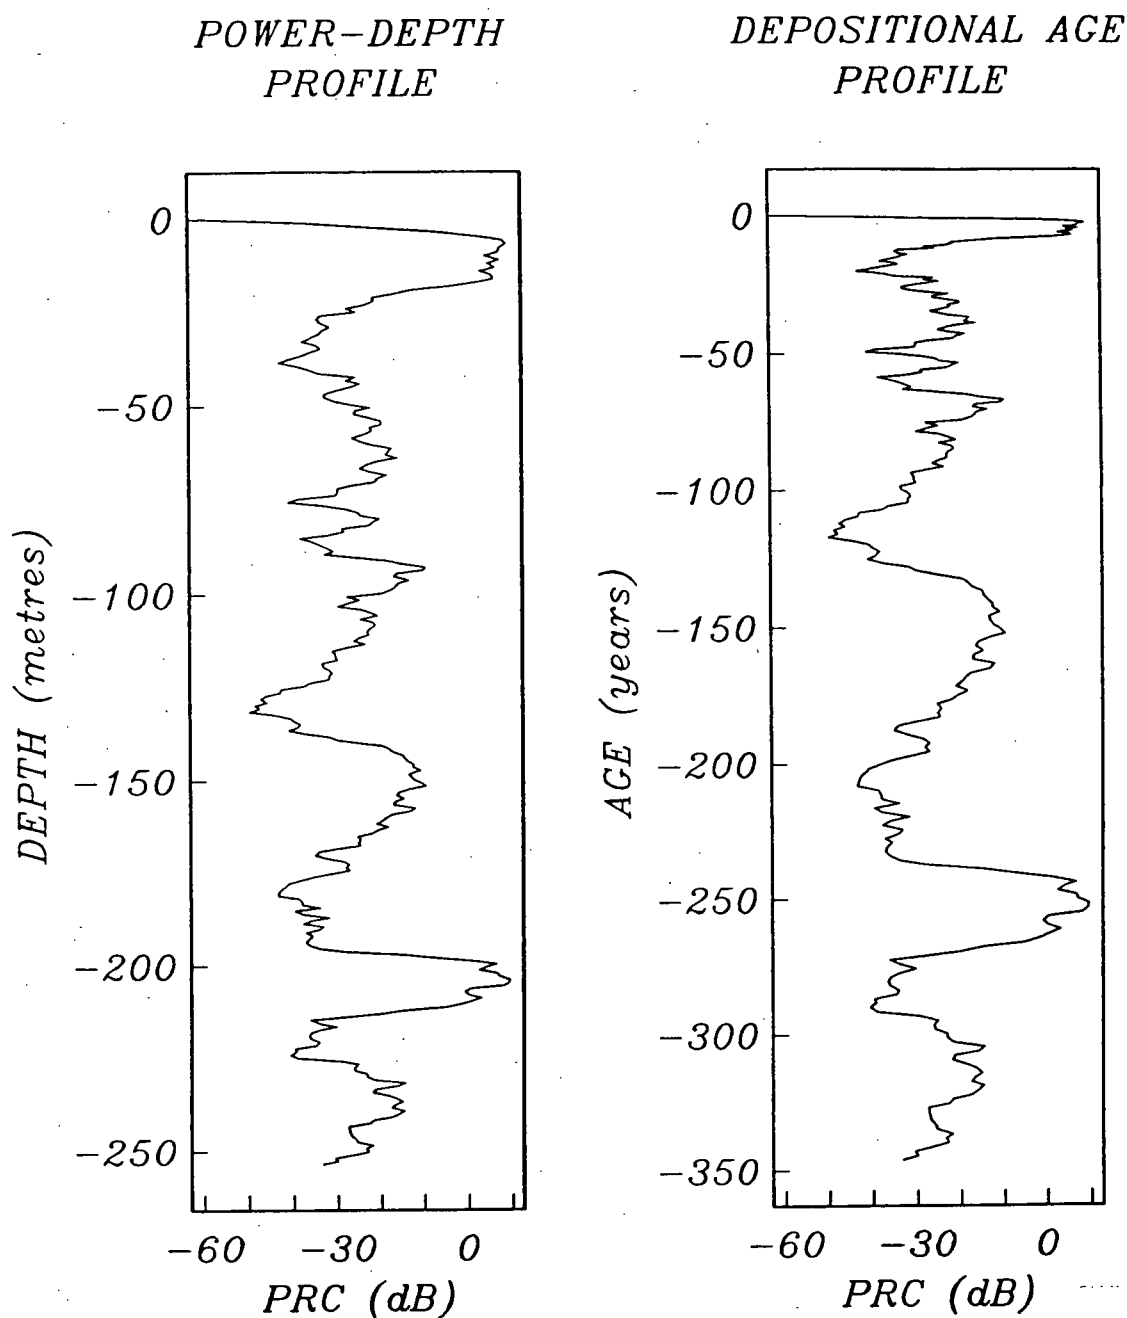 POWER-DEPTH
PROFILE
DEPOSITIONAL AGE
PROFILE
0
-50
-100
-150
-200
-250
DEPTH (metres)
-60 -30 0
PRC (dB)
0
-50
-100
-150
-200
-250
-300
-350
AGE (years)
-60 -30 0
PRC (dB)